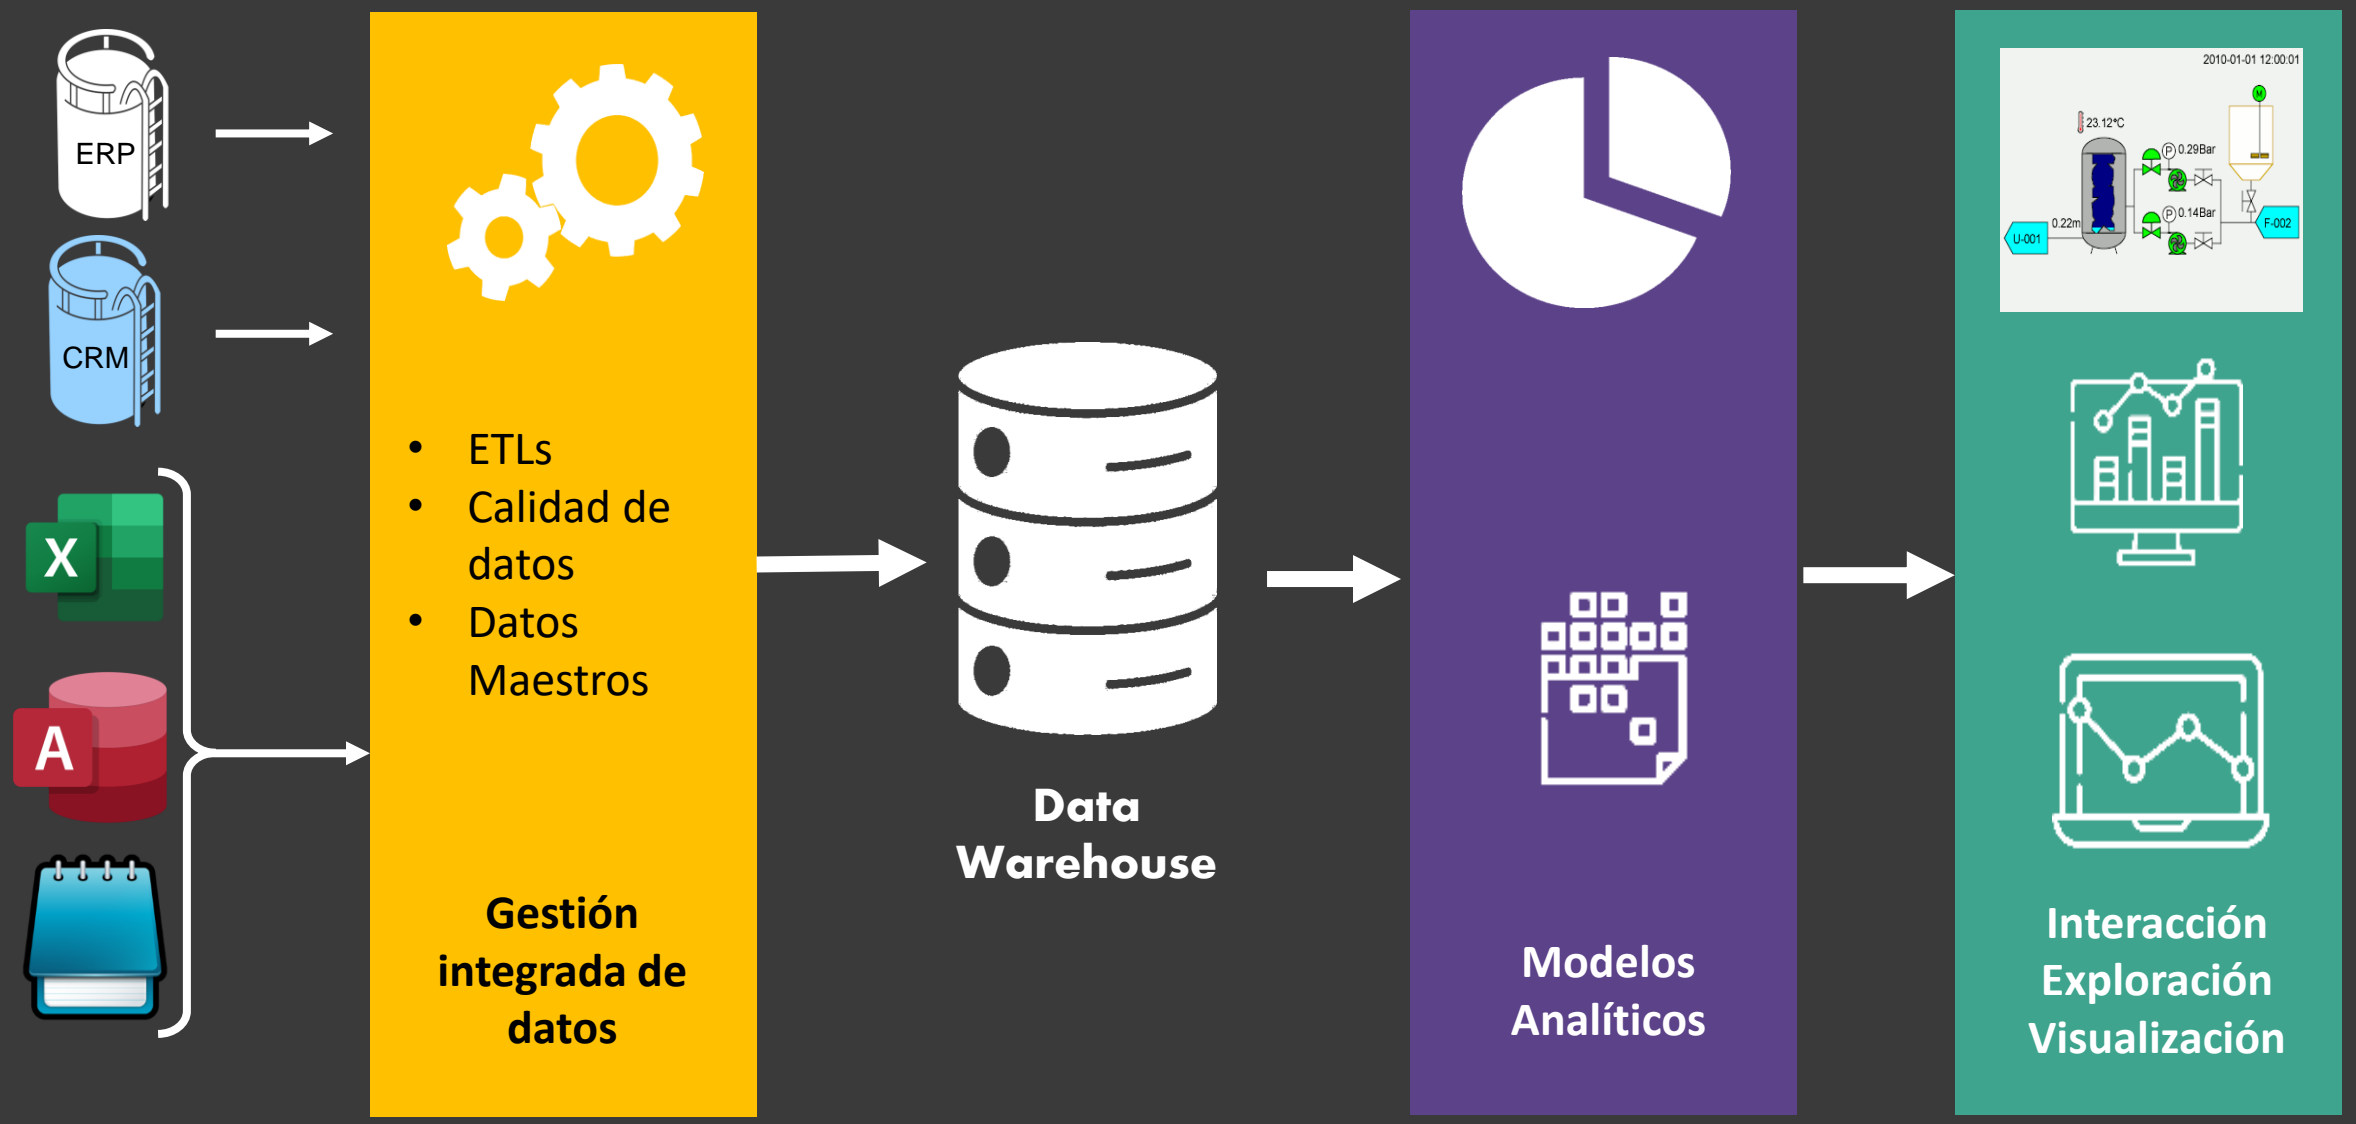 ERP
CRM
X
A
• ETLs
• Calidad de
datos
• Datos
Maestros
Gestión
integrada de
datos
Data
Warehouse
Modelos
Analíticos
2010-01-01 12:00:01
M
23.12°C
P 0.29Bar
P 0.14Bar
0.22m
U-001
F-002
Interacción
Exploración
Visualización